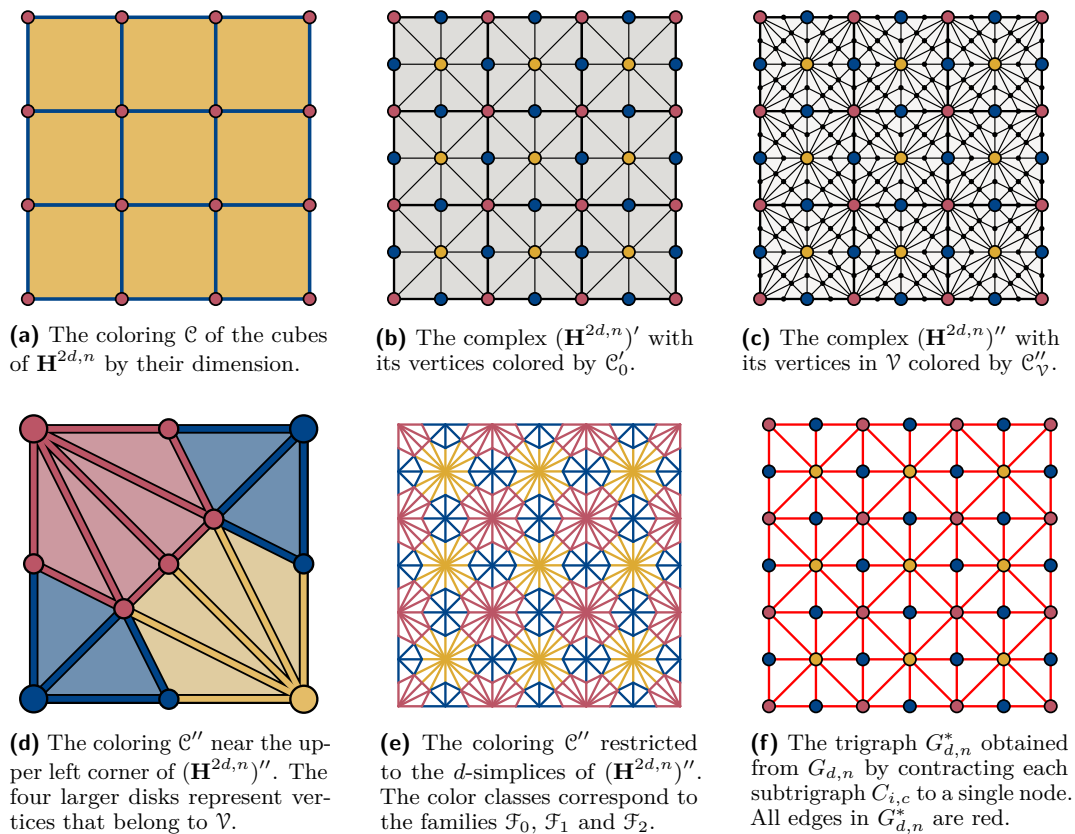 (a) The coloring 𝒞 of the cubes
of 𝐇^{2d,n} by their dimension.
(b) The complex (𝐇^{2d,n})′ with
its vertices colored by 𝒞′₀.
(c) The complex (𝐇^{2d,n})″ with
its vertices in 𝒱 colored by 𝒞″_𝒱.
(d) The coloring 𝒞″ near the up-
per left corner of (𝐇^{2d,n})″. The
four larger disks represent ver-
tices that belong to 𝒱.
(e) The coloring 𝒞″ restricted
to the d-simplices of (𝐇^{2d,n})″.
The color classes correspond to
the families ℱ₀, ℱ₁ and ℱ₂.
(f) The trigraph G*_{d,n} obtained
from G_{d,n} by contracting each
subtrigraph C_{i,c} to a single node.
All edges in G*_{d,n} are red.